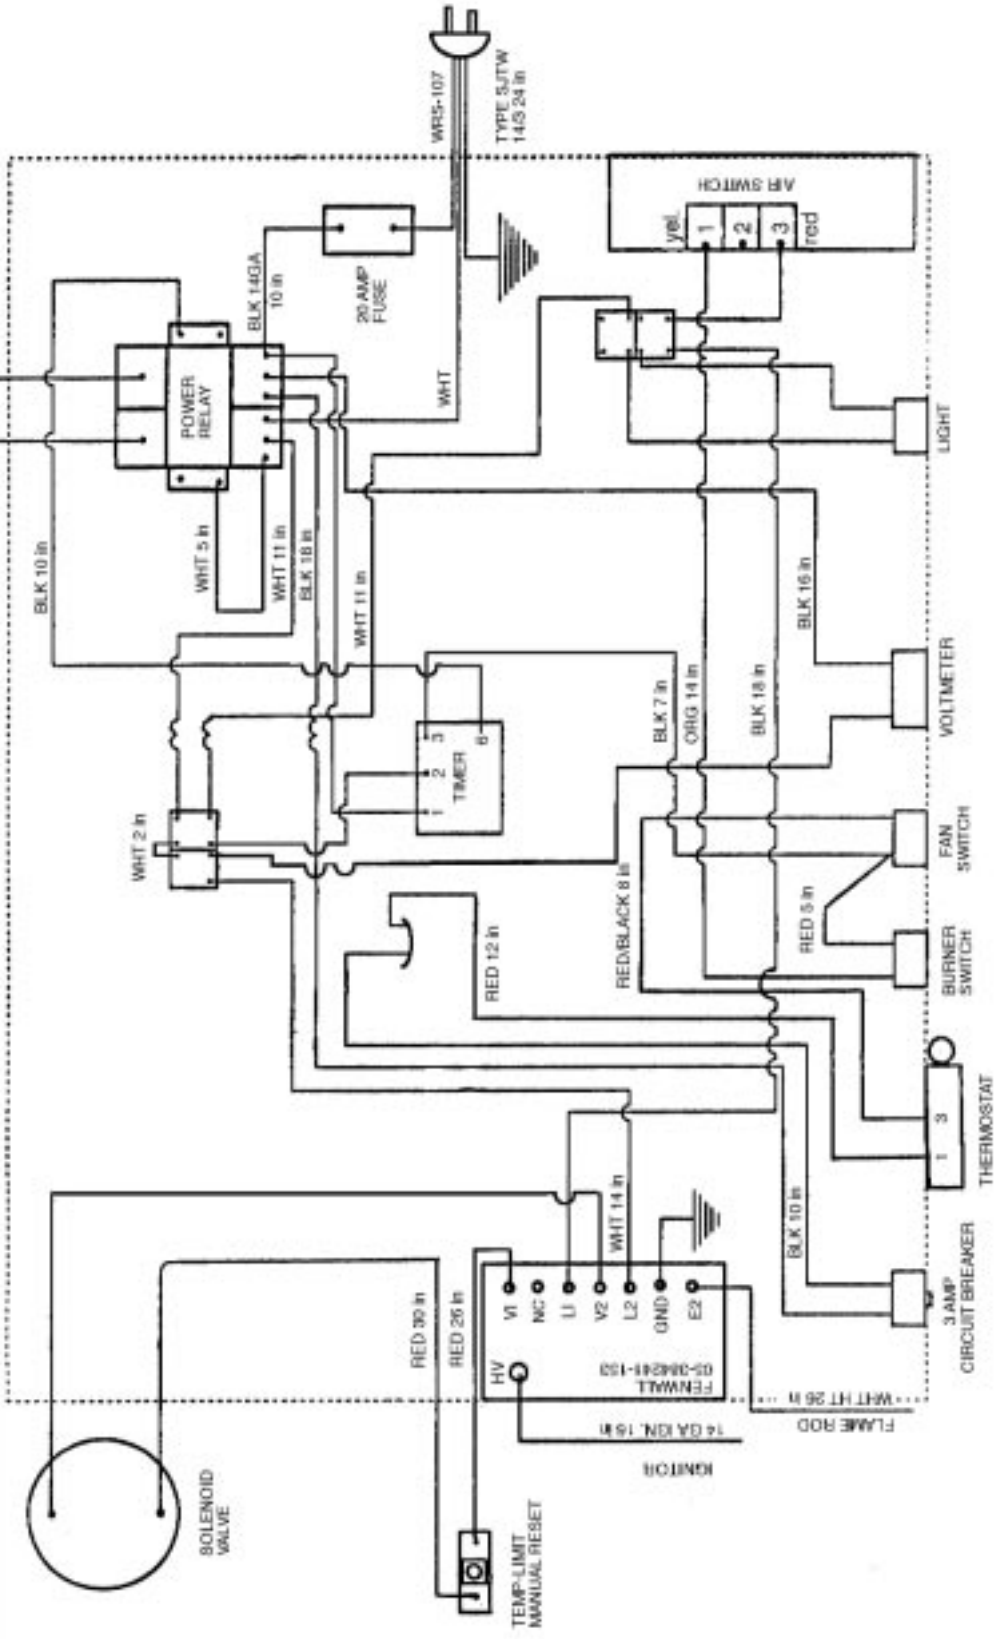 WRS-107
TYPE SJTW
14/3 24 in
BLK 14GA
10 in
20 AMP
FUSE
AIR SWITCH
yel.
1
2
3
red
POWER
RELAY
WHT
LIGHT
BLK 10 in
WHT 5 in
WHT 11 in
BLK 18 in
WHT 11 in
BLK 16 in
VOLTMETER
BLK 7 in
ORG 14 in
BLK 18 in
3
6
2
1
TIMER
WHT 2 in
FAN
SWITCH
RED 5 in
RED/BLACK 8 in
RED 12 in
BURNER
SWITCH
3
1
THERMOSTAT
WHT 14 in
BLK 10 in
3 AMP
CIRCUIT BREAKER
RED 30 in
RED 26 in
V1
NC
L1
V2
L2
GND
E2
HV
FENWALL
05-384241-153
WHT HT 26 in
FLAME ROD
14 GA IGN. 16 in
IGNITOR
SOLENOID
VALVE
TEMP-LIMIT
MANUAL RESET